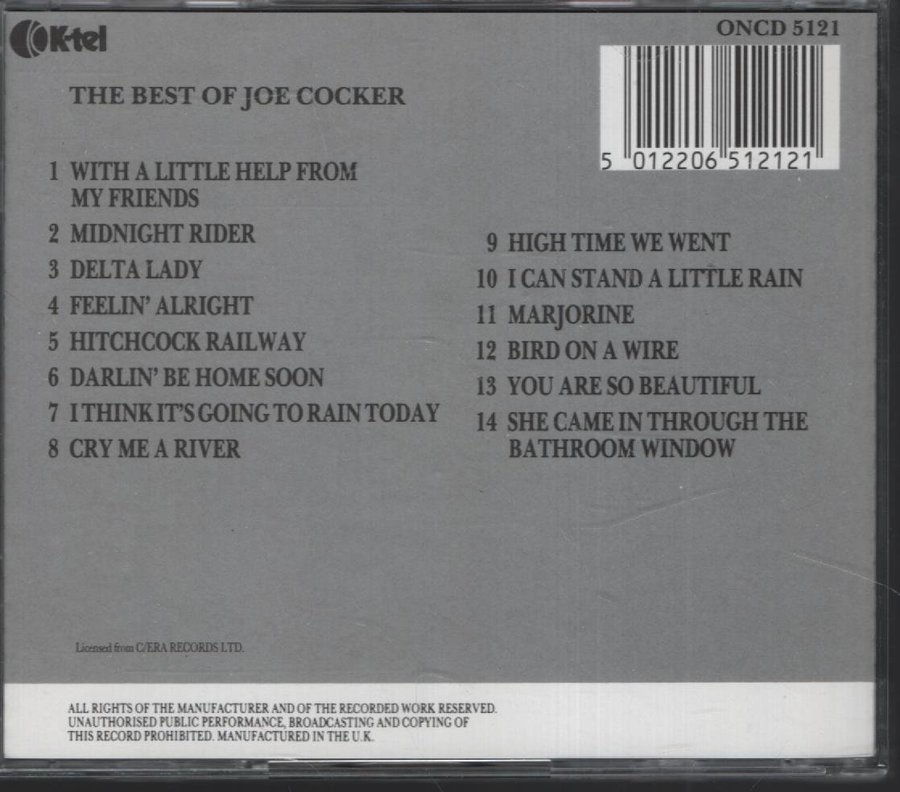 K-tel
ONCD 5121
5 012206 512121
THE BEST OF JOE COCKER
1 WITH A LITTLE HELP FROM
MY FRIENDS
2 MIDNIGHT RIDER
3 DELTA LADY
4 FEELIN' ALRIGHT
5 HITCHCOCK RAILWAY
6 DARLIN' BE HOME SOON
7 I THINK IT'S GOING TO RAIN TODAY
8 CRY ME A RIVER
9 HIGH TIME WE WENT
10 I CAN STAND A LITTLE RAIN
11 MARJORINE
12 BIRD ON A WIRE
13 YOU ARE SO BEAUTIFUL
14 SHE CAME IN THROUGH THE
BATHROOM WINDOW
Licensed from C/ERA RECORDS LTD.
ALL RIGHTS OF THE MANUFACTURER AND OF THE RECORDED WORK RESERVED.
UNAUTHORISED PUBLIC PERFORMANCE, BROADCASTING AND COPYING OF
THIS RECORD PROHIBITED. MANUFACTURED IN THE U.K.